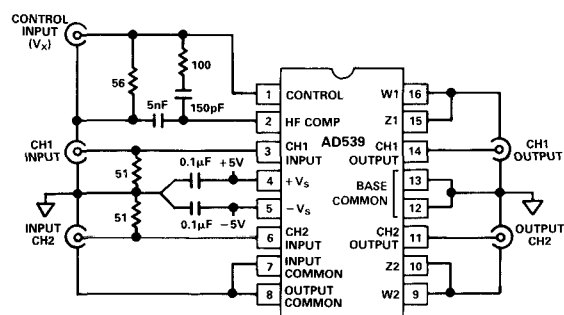 CONTROL
INPUT
(VX)
56
100
5nF
150pF
CH1
INPUT
51
0.1μF +5V
51
0.1μF −5V
INPUT
CH2
1 CONTROL
2 HF COMP
AD539
3 CH1
INPUT
4 +VS
5 −VS
6 CH2
INPUT
7 INPUT
COMMON
8 OUTPUT
COMMON
W1 16
Z1 15
CH1
OUTPUT 14
BASE
COMMON
13
12
CH2
OUTPUT 11
Z2 10
W2 9
CH1
OUTPUT
OUTPUT
CH2